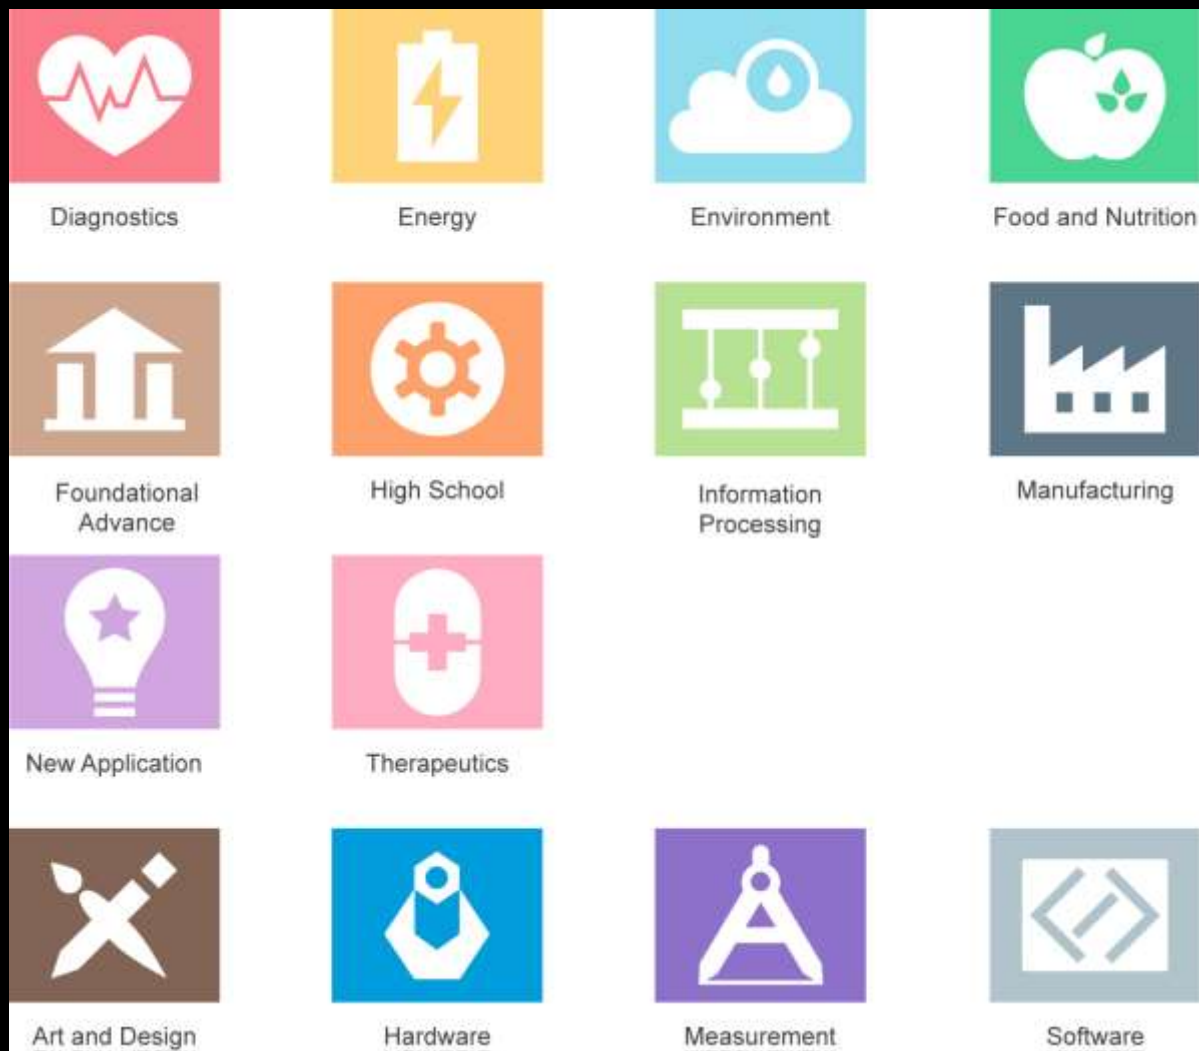 Diagnostics
Energy
Environment
Food and Nutrition
Foundational
Advance
High School
Information
Processing
Manufacturing
New Application
Therapeutics
Art and Design
Hardware
Measurement
Software